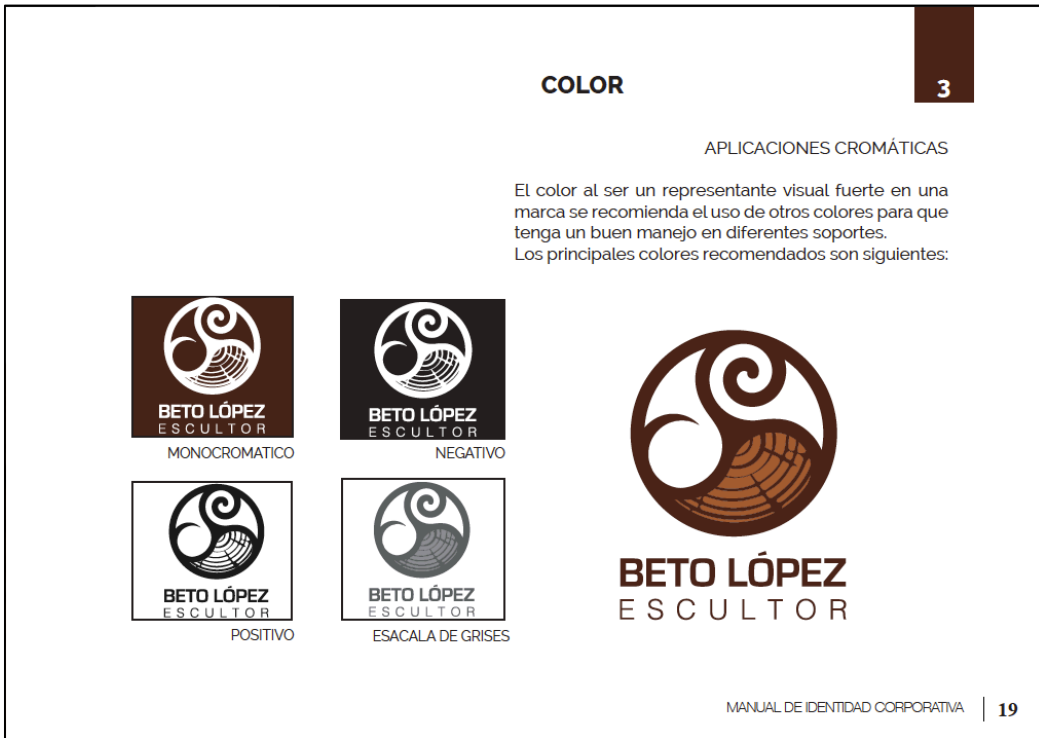 COLOR
3
APLICACIONES CROMÁTICAS
El color al ser un representante visual fuerte en una
marca se recomienda el uso de otros colores para que
tenga un buen manejo en diferentes soportes.
Los principales colores recomendados son siguientes:
BETO LÓPEZ
ESCULTOR
MONOCROMATICO
BETO LÓPEZ
ESCULTOR
NEGATIVO
BETO LÓPEZ
ESCULTOR
POSITIVO
BETO LÓPEZ
ESCULTOR
ESACALA DE GRISES
BETO LÓPEZ
ESCULTOR
MANUAL DE IDENTIDAD CORPORATIVA
19